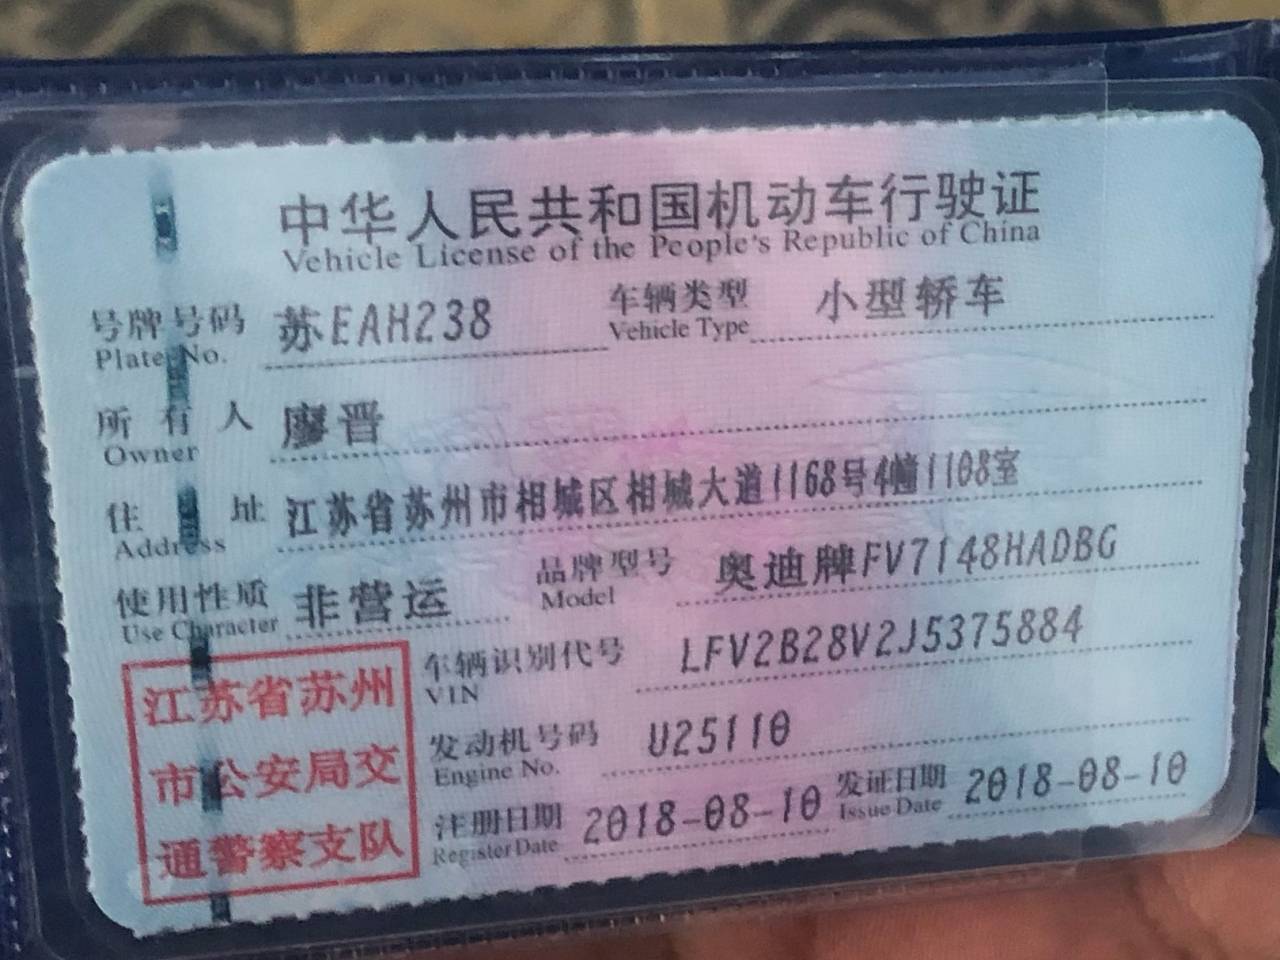 中华人民共和国机动车行驶证
Vehicle License of the People's Republic of China
号牌号码 苏EAH238 车辆类型 小型轿车
Plate No. Vehicle Type
所有人 廖晋
Owner
住址 江苏省苏州市相城区相城大道1168号4幢1108室
Address
使用性质 非营运 品牌型号 奥迪牌FV7148HADBG
Use Character Model
江苏省苏州
市公安局交
通警察支队
车辆识别代号 LFV2B28V2J5375884
VIN
发动机号码 U25110
Engine No.
注册日期 2018-08-10 发证日期 2018-08-10
Register Date Issue Date